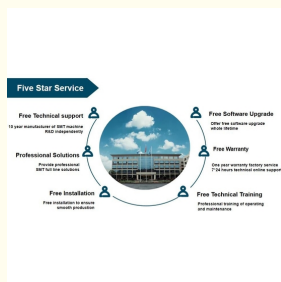 Five Star Service
Free Technical support
15 year manufacturer of SMT machine
R&D independently
Free Software Upgrade
Offer free software upgrade
whole lifetime
Professional Solutions
Provide professional
SMT full line solutions
Free Warranty
One year warranty factory service
7*24 hours technical online support
Free Installation
Free installation to ensure
smooth production
Free Technical Training
Professional training of operating
and maintenance